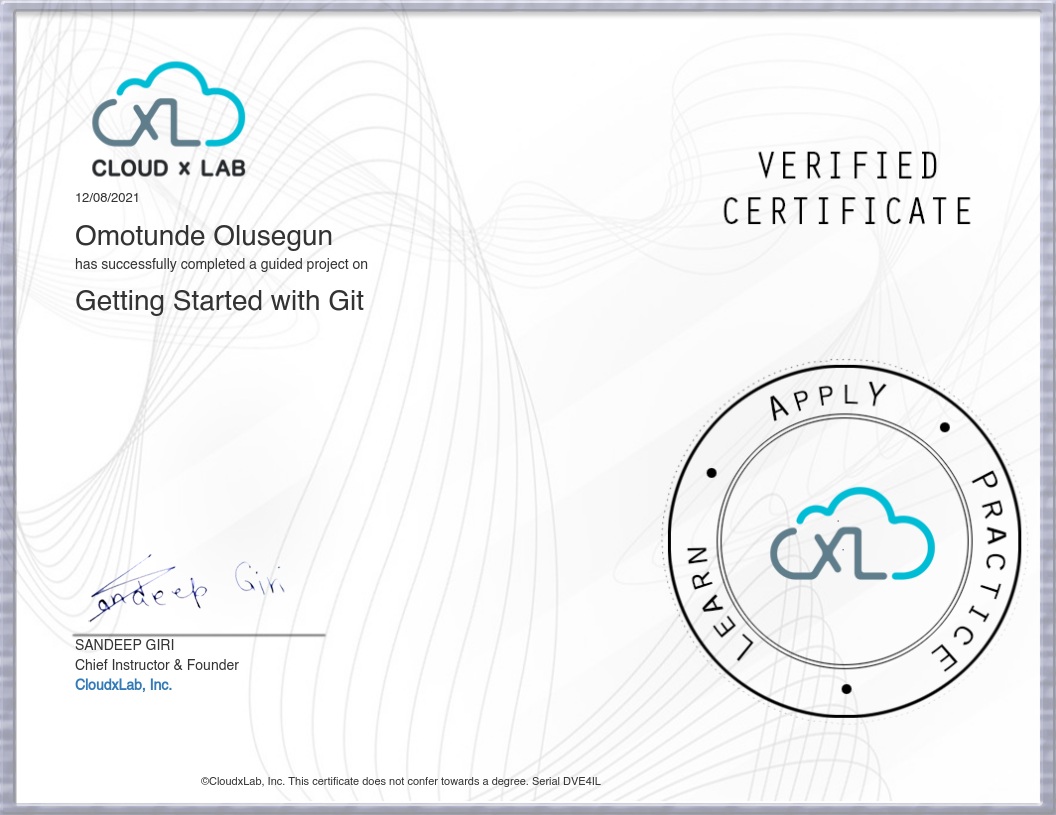 CXL
CLOUD x LAB
12/08/2021
Omotunde Olusegun
has successfully completed a guided project on
Getting Started with Git
VERIFIED
CERTIFICATE
LEARN • APPLY • PRACTICE •
CXL
Sandeep Giri
SANDEEP GIRI
Chief Instructor & Founder
CloudxLab, Inc.
©CloudxLab, Inc. This certificate does not confer towards a degree. Serial DVE4IL